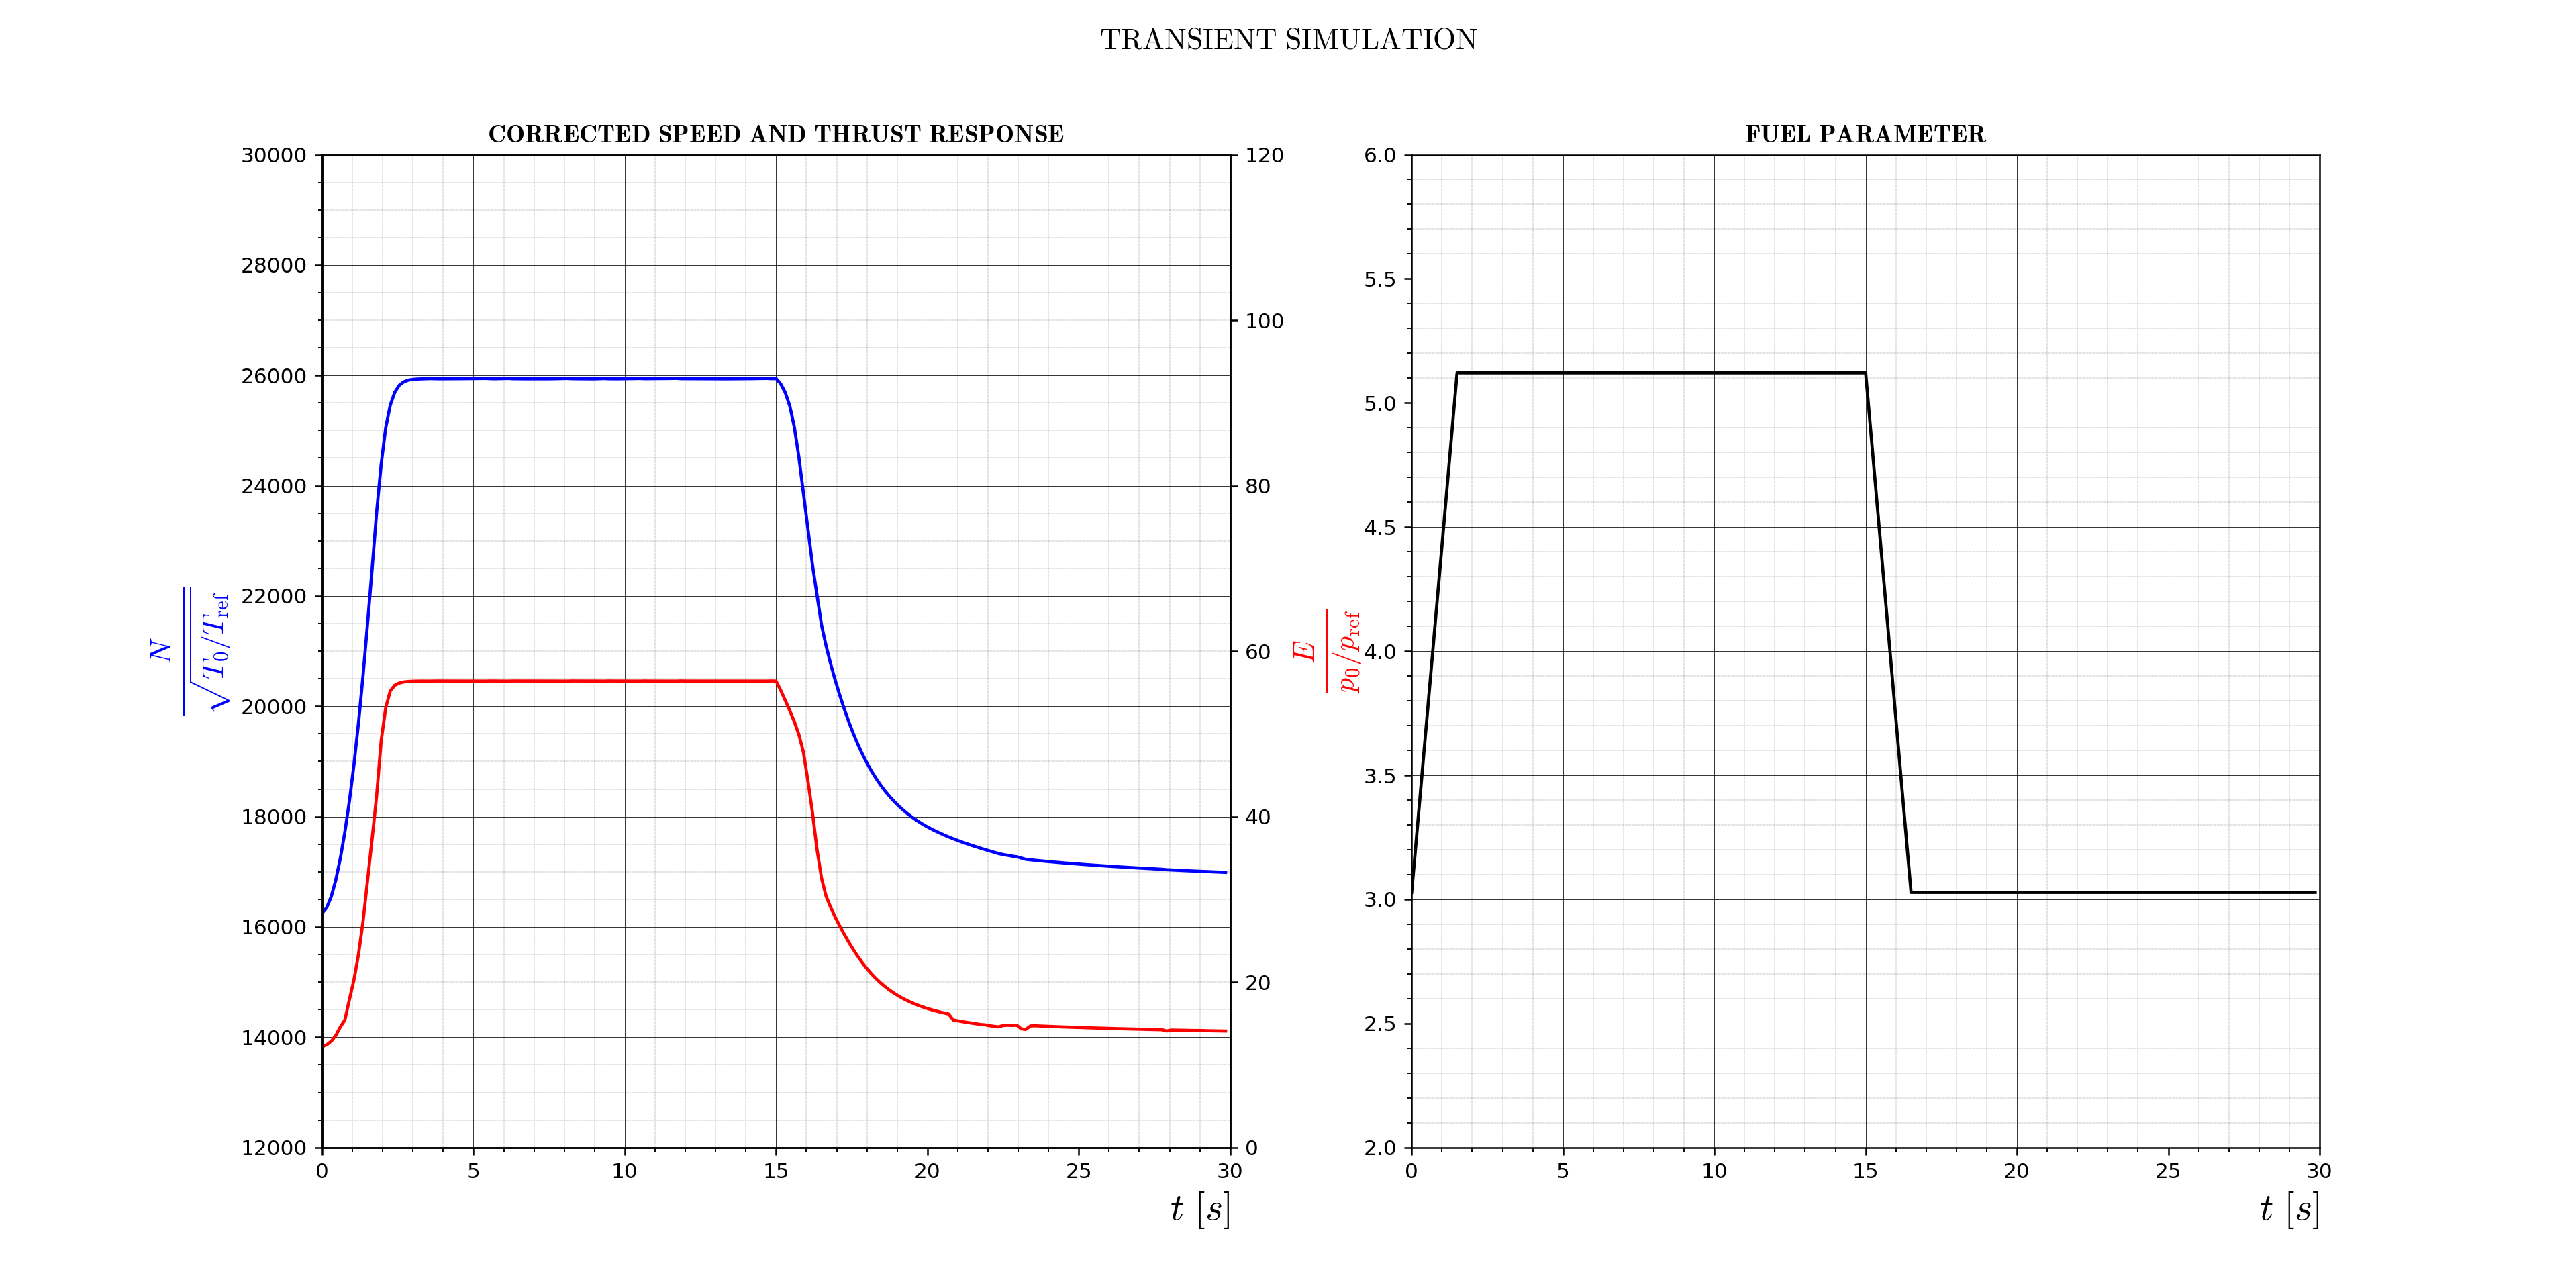 TRANSIENT SIMULATION
CORRECTED SPEED AND THRUST RESPONSE
30000
28000
26000
24000
22000
20000
18000
16000
14000
12000
N
√T0/Tref
0 5 10 15 20 25 30
t [s]
120
100
80
60
40
20
0
E
p0/pref
FUEL PARAMETER
6.0
5.5
5.0
4.5
4.0
3.5
3.0
2.5
2.0
0 5 10 15 20 25 30
t [s]